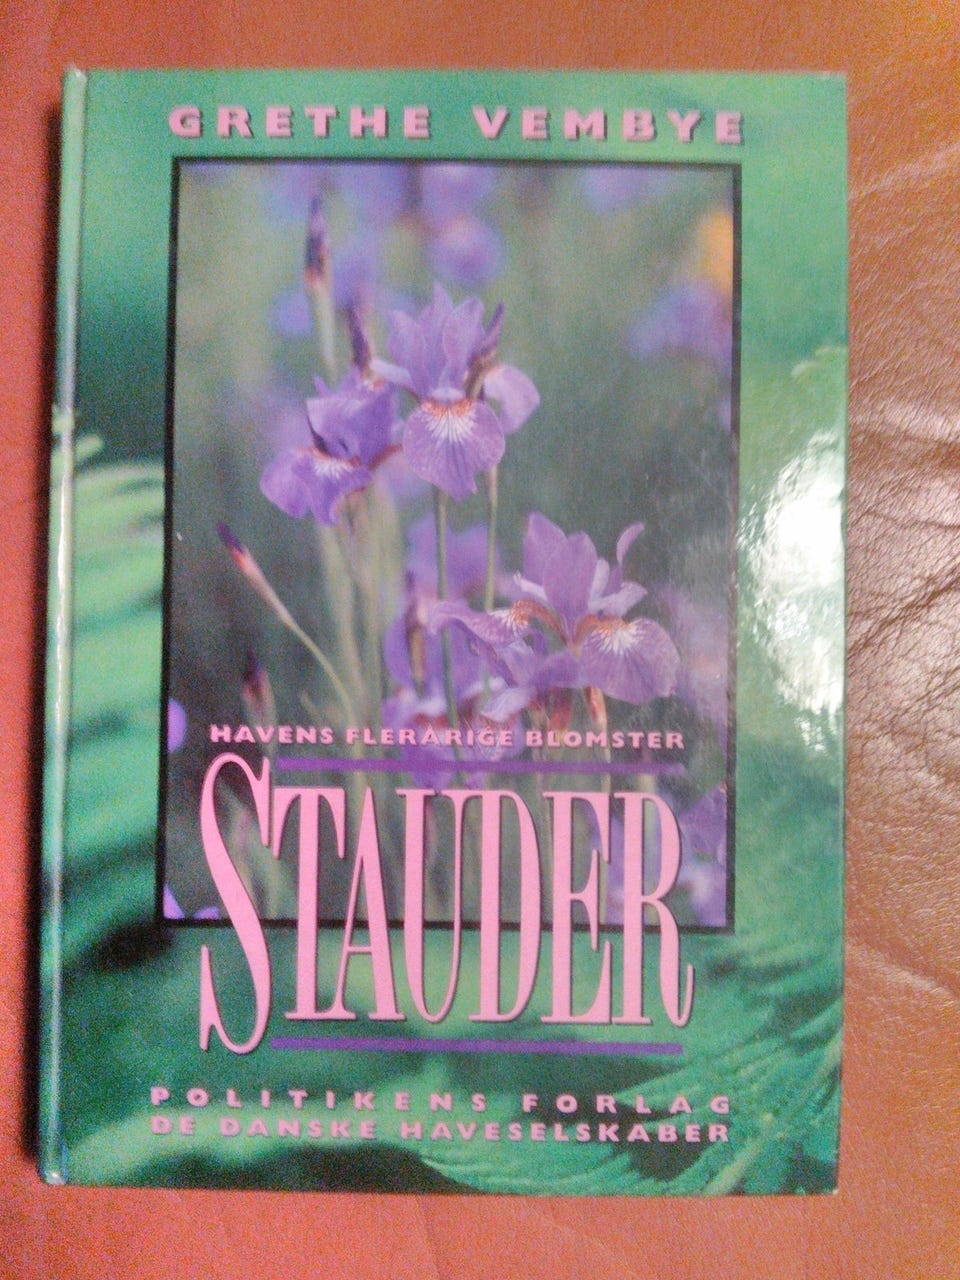 GRETHE VEMBYE
HAVENS FLERÅRIGE BLOMSTER
STAUDER
POLITIKENS FORLAG
DE DANSKE HAVESELSKABER